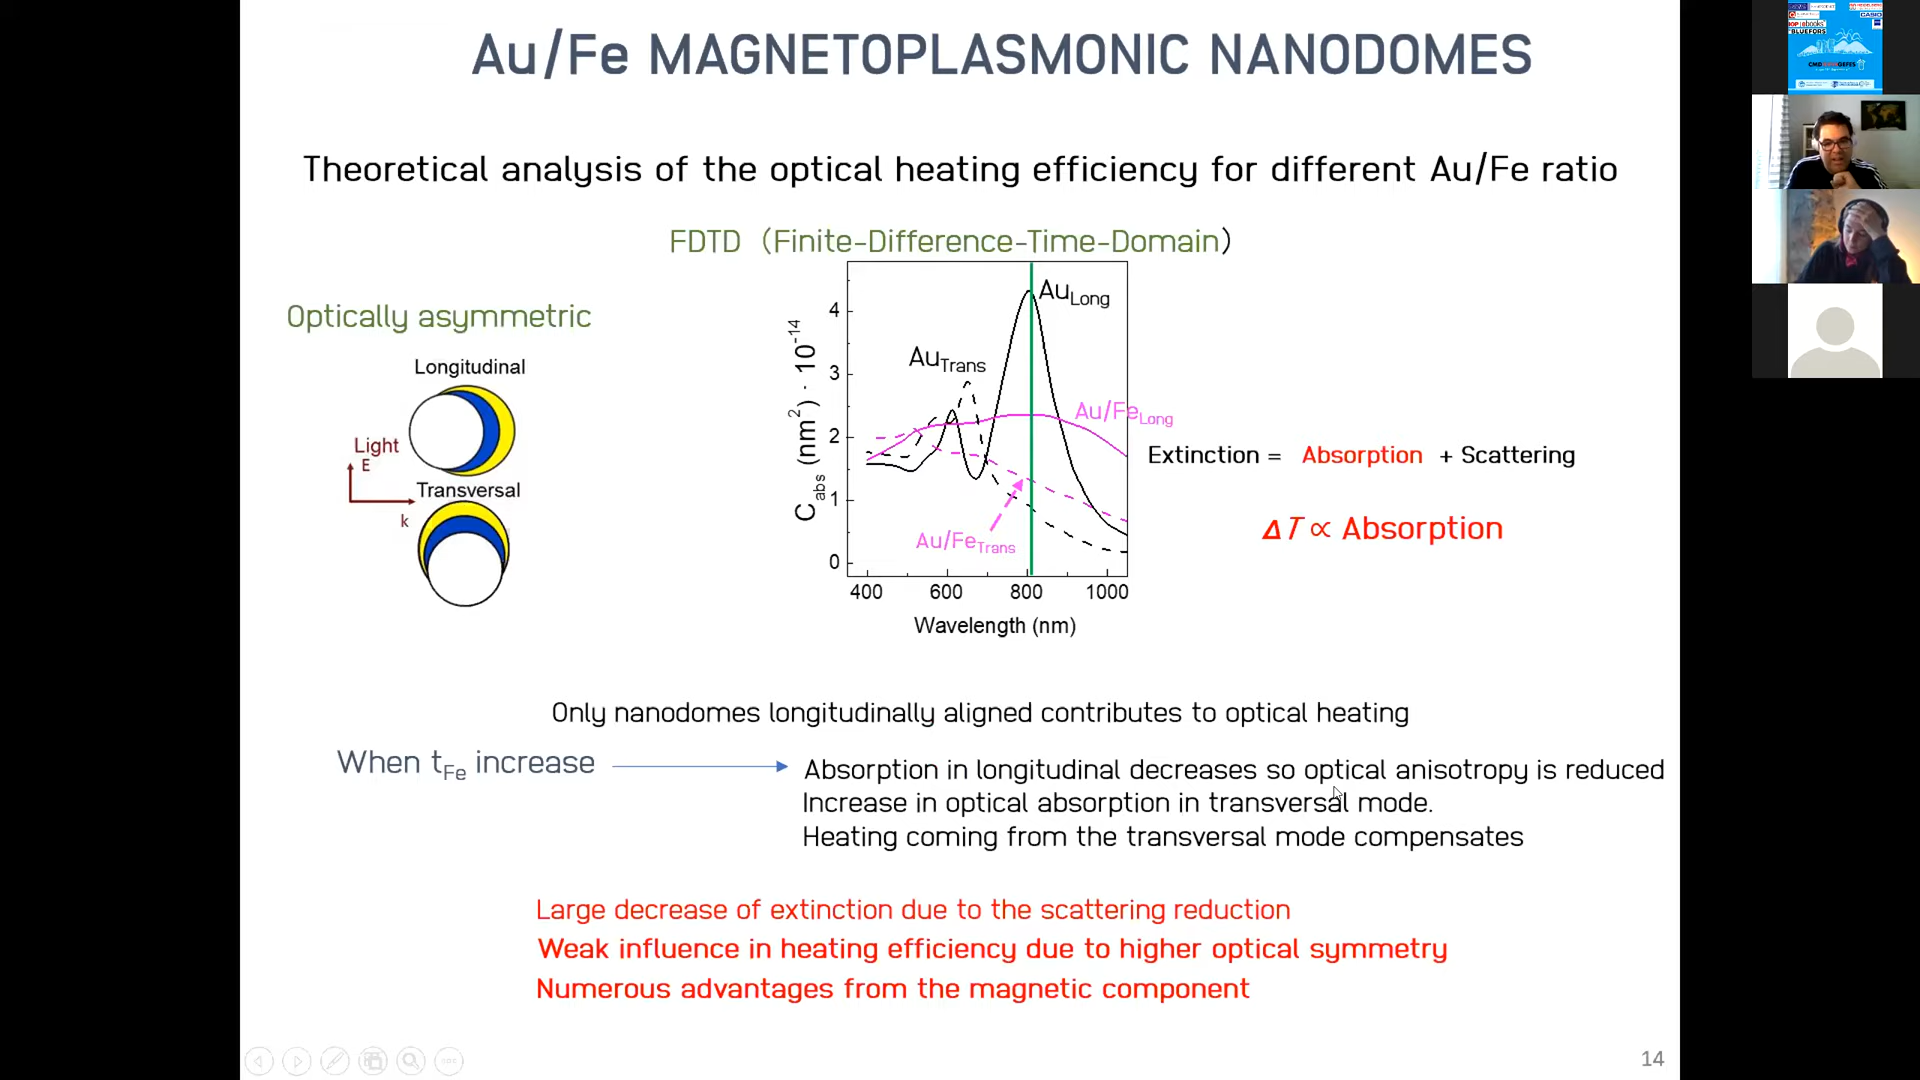 Au/Fe MAGNETOPLASMONIC NANODOMES
Theoretical analysis of the optical heating efficiency for different Au/Fe ratio
FDTD (Finite-Difference-Time-Domain)
Optically asymmetric
Longitudinal
Light
E
k
Transversal
Cabs (nm2) · 10-14
4
3
2
1
0
400 600 800 1000
Wavelength (nm)
AuLong
AuTrans
Au/FeLong
Au/FeTrans
Extinction = Absorption + Scattering
ΔT ∝ Absorption
Only nanodomes longitudinally aligned contributes to optical heating
When tFe increase
Absorption in longitudinal decreases so optical anisotropy is reduced
Increase in optical absorption in transversal mode.
Heating coming from the transversal mode compensates
Large decrease of extinction due to the scattering reduction
Weak influence in heating efficiency due to higher optical symmetry
Numerous advantages from the magnetic component
14
CASIO
IOP ebooks
BLUEFORS